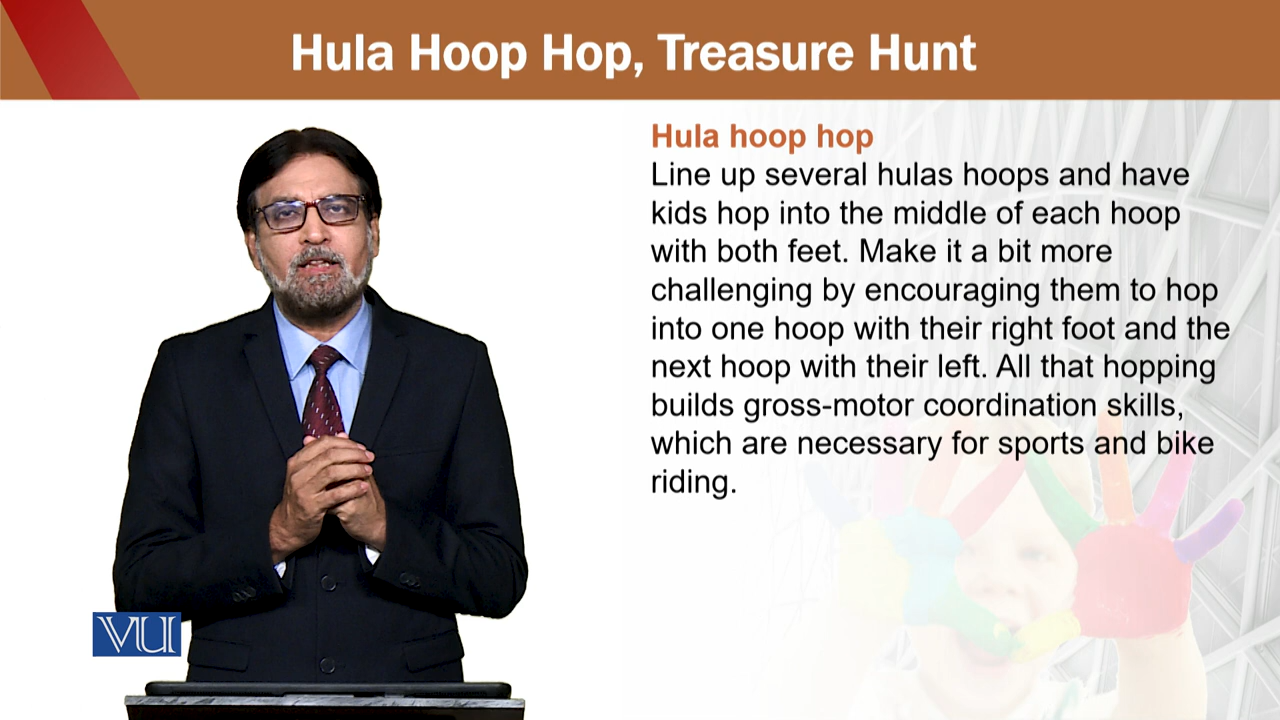 Hula Hoop Hop, Treasure Hunt
Hula hoop hop
Line up several hulas hoops and have
kids hop into the middle of each hoop
with both feet. Make it a bit more
challenging by encouraging them to hop
into one hoop with their right foot and the
next hoop with their left. All that hopping
builds gross-motor coordination skills,
which are necessary for sports and bike
riding.
VU